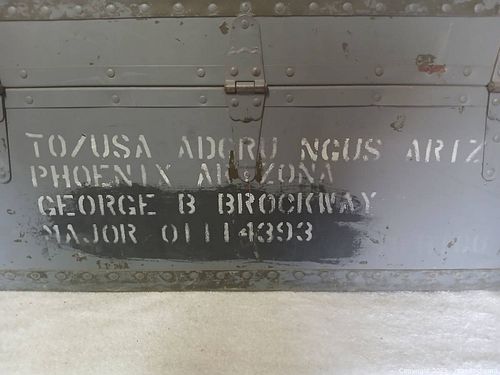 TO/USA ADGRU NGUS ARIZ
PHOENIX ARIZONA
GEORGE B BROCKWAY
MAJOR 01114393